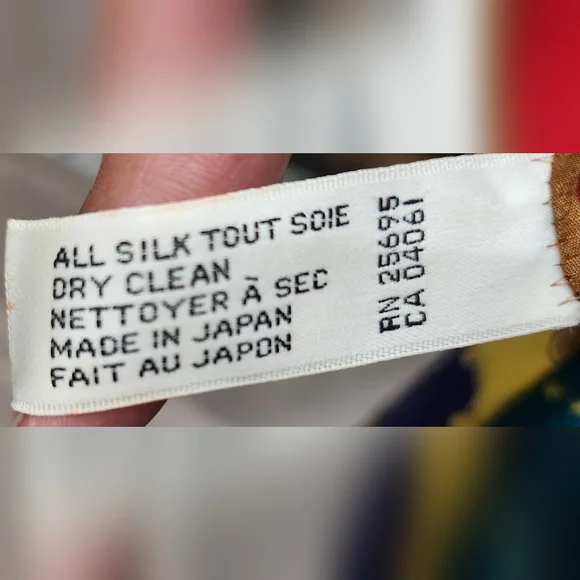 ALL SILK TOUT SOIE
DRY CLEAN
NETTOYER À SEC
MADE IN JAPAN
FAIT AU JAPON
RN 25695
CA 04061